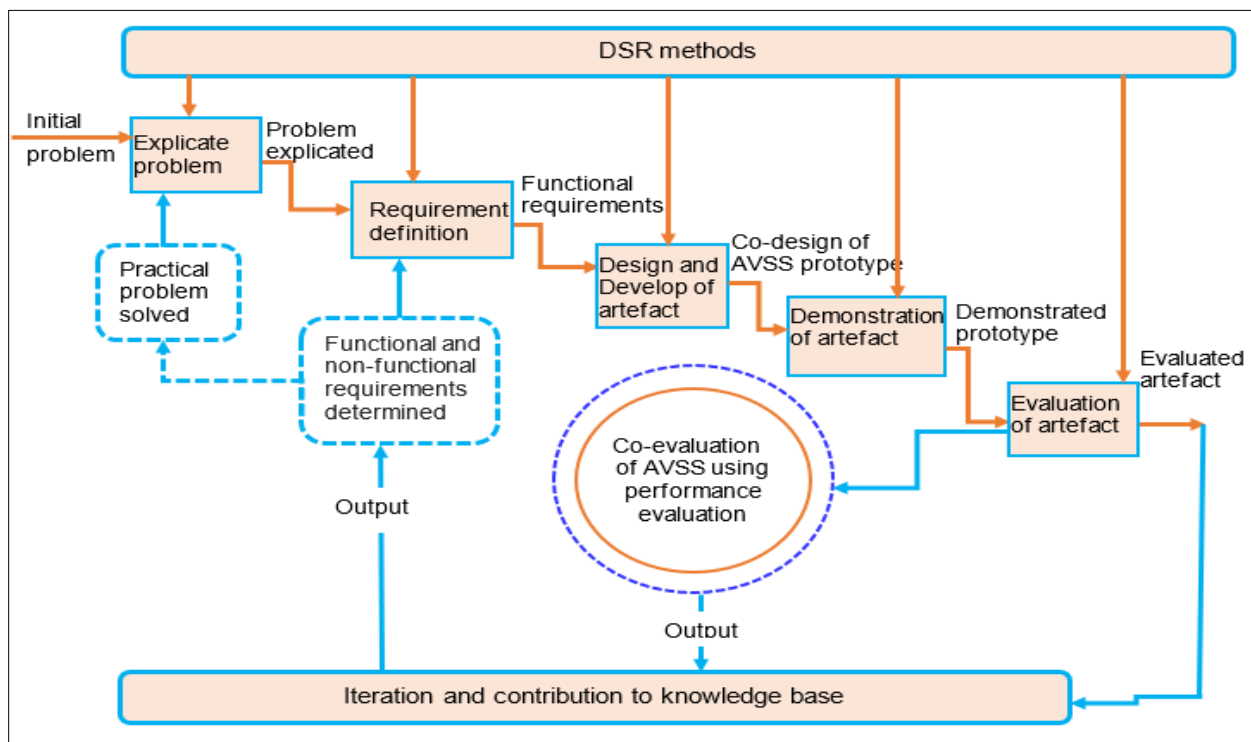 DSR methods
Initial
problem
Explicate
problem
Problem
explicated
Requirement
definition
Functional
requirements
Design and
Develop of
artefact
Co-design of
AVSS prototype
Demonstration
of artefact
Demonstrated
prototype
Evaluation
of artefact
Evaluated
artefact
Practical
problem
solved
Functional and
non-functional
requirements
determined
Co-evaluation
of AVSS using
performance
evaluation
Output
Output
Iteration and contribution to knowledge base